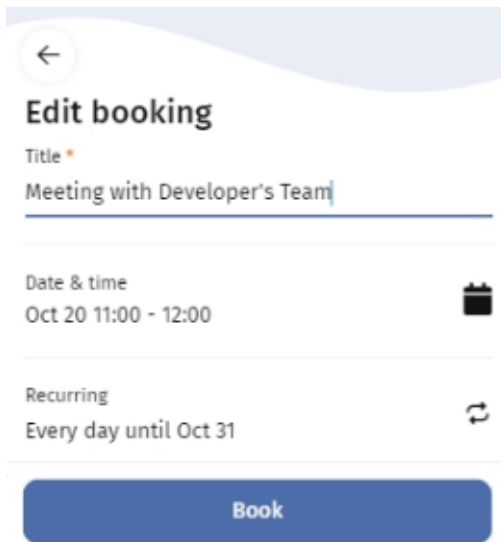 Edit booking
Title *
Meeting with Developer's Team
Date & time
Oct 20 11:00 - 12:00
Recurring
Every day until Oct 31
Book